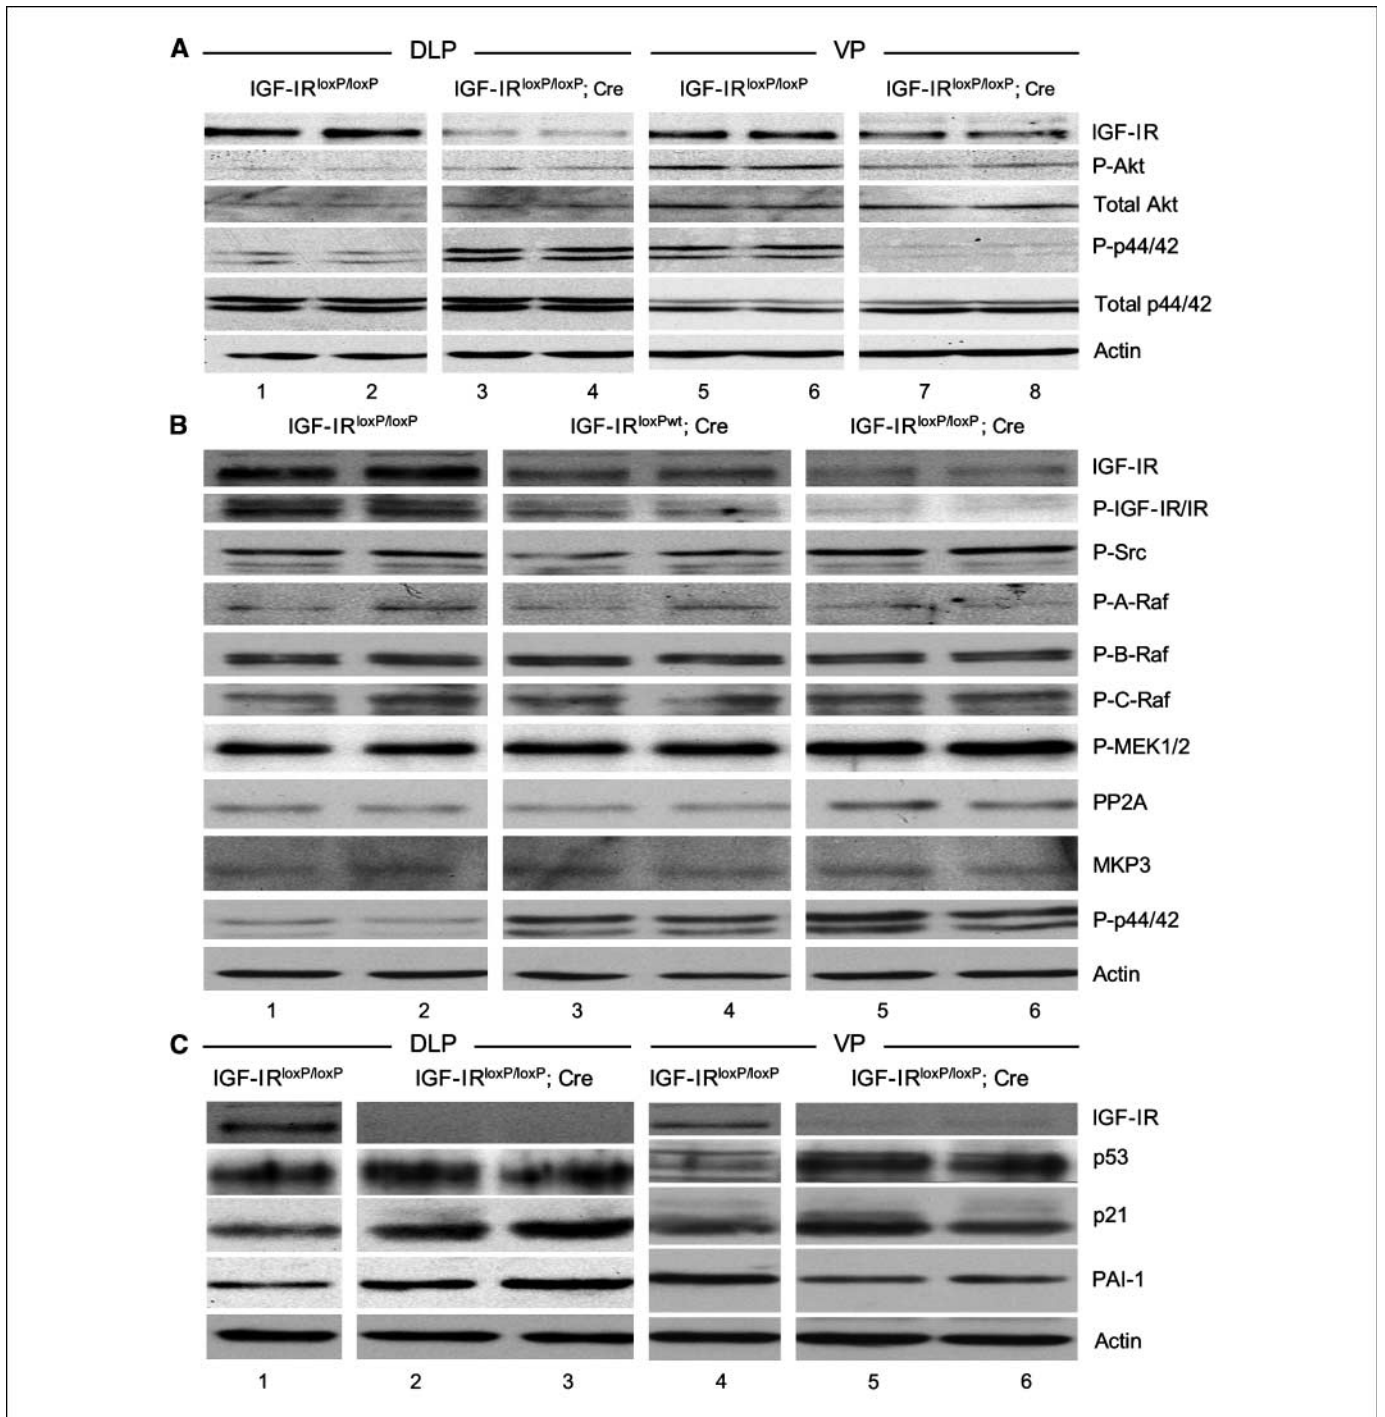 A DLP VP
IGF-IRloxP/loxP IGF-IRloxP/loxP; Cre IGF-IRloxP/loxP IGF-IRloxP/loxP; Cre
IGF-IR
P-Akt
Total Akt
P-p44/42
Total p44/42
Actin
1 2 3 4 5 6 7 8
B IGF-IRloxP/loxP IGF-IRloxPwt; Cre IGF-IRloxP/loxP; Cre
IGF-IR
P-IGF-IR/IR
P-Src
P-A-Raf
P-B-Raf
P-C-Raf
P-MEK1/2
PP2A
MKP3
P-p44/42
Actin
1 2 3 4 5 6
C DLP VP
IGF-IRloxP/loxP IGF-IRloxP/loxP; Cre IGF-IRloxP/loxP IGF-IRloxP/loxP; Cre
IGF-IR
p53
p21
PAI-1
Actin
1 2 3 4 5 6